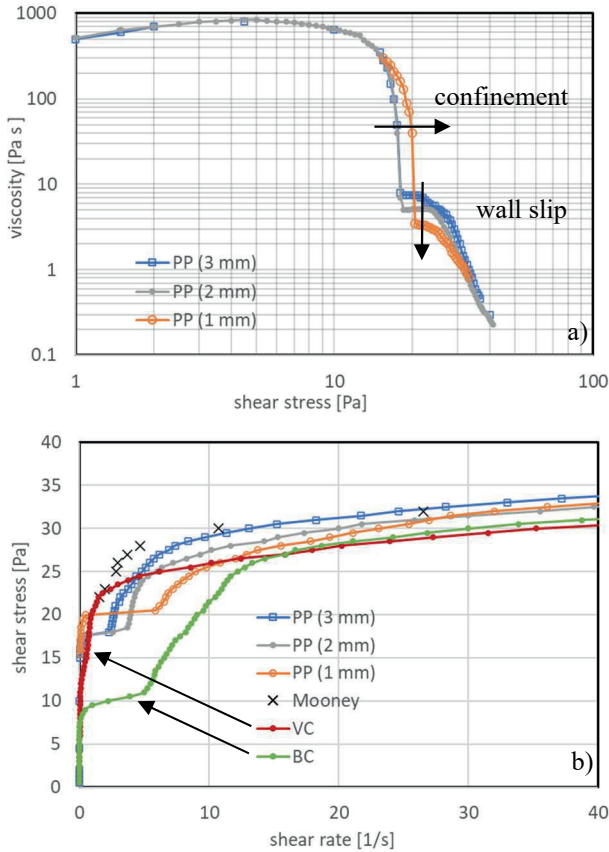 1000
100
10
1
0.1
viscosity [Pa s]
confinement
wall slip
PP (3 mm)
PP (2 mm)
PP (1 mm)
a)
1
10
100
shear stress [Pa]
b)
40
35
30
25
20
15
10
5
0
shear stress [Pa]
PP (3 mm)
PP (2 mm)
PP (1 mm)
Mooney
VC
BC
0
10
20
30
40
shear rate [1/s]